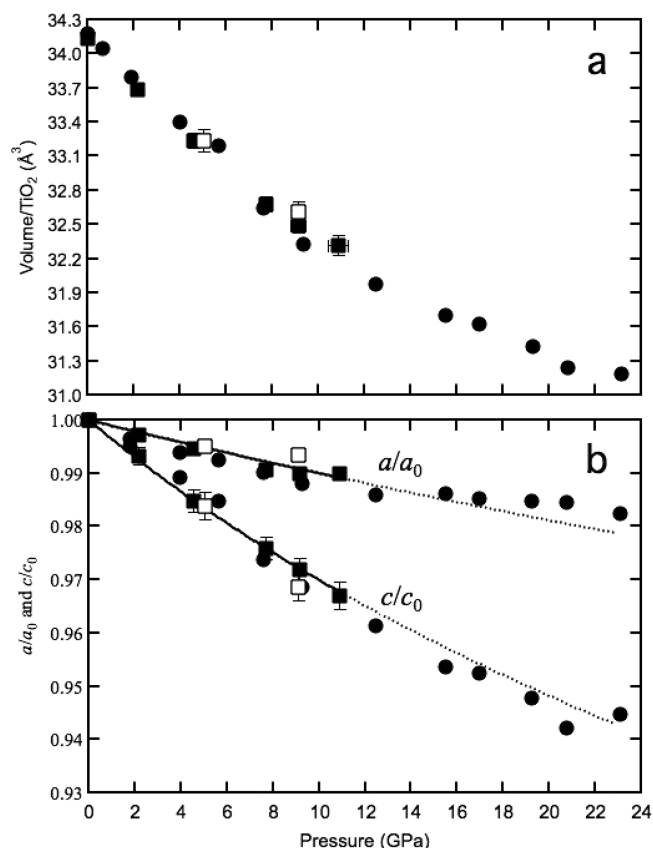 34.3
34.0
33.7
33.4
33.1
32.8
32.5
32.2
31.9
31.6
31.3
31.0
Volume/TiO₂ (Å³)
a
1.00
0.99
0.98
0.97
0.96
0.95
0.94
0.93
a/a₀ and c/c₀
b
a/a₀
c/c₀
0 2 4 6 8 10 12 14 16 18 20 22 24
Pressure (GPa)